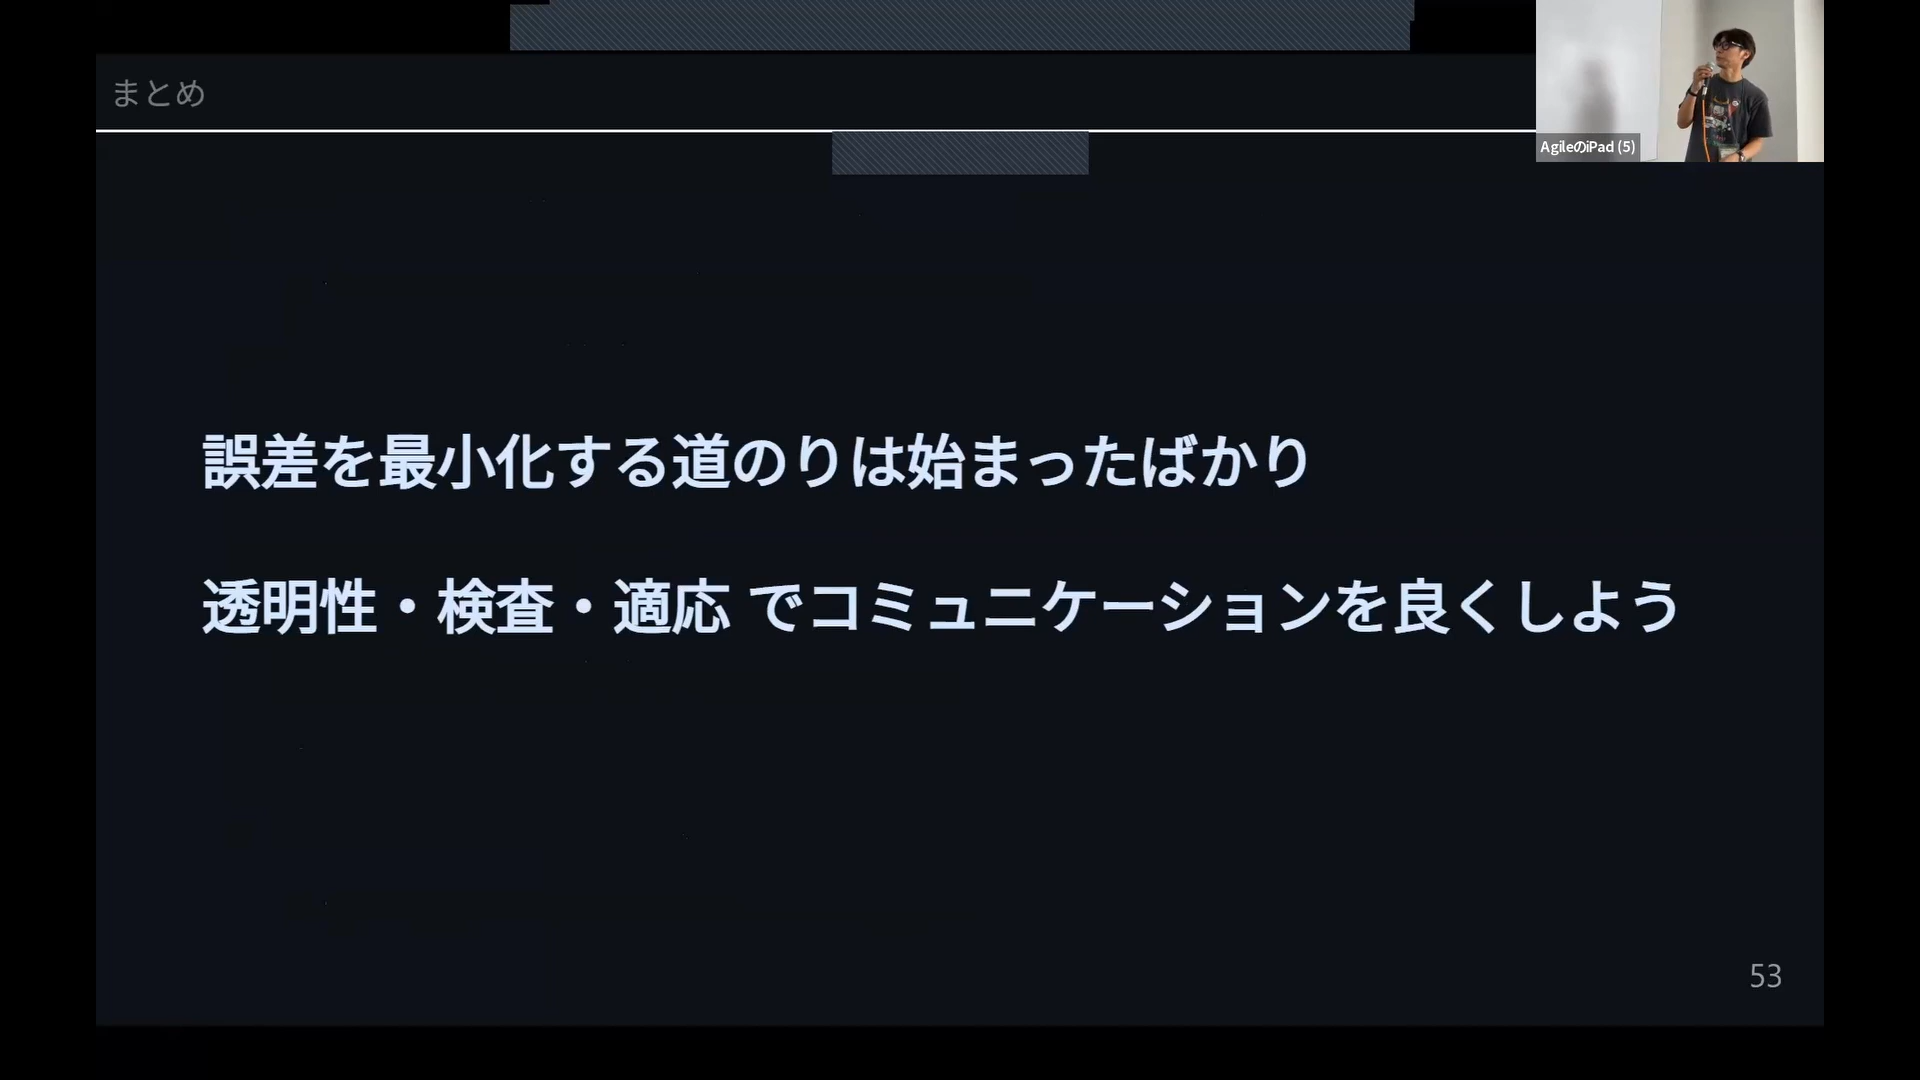 まとめ
AgileのiPad (5)
誤差を最小化する道のりは始まったばかり
透明性・検査・適応 でコミュニケーションを良くしよう
53